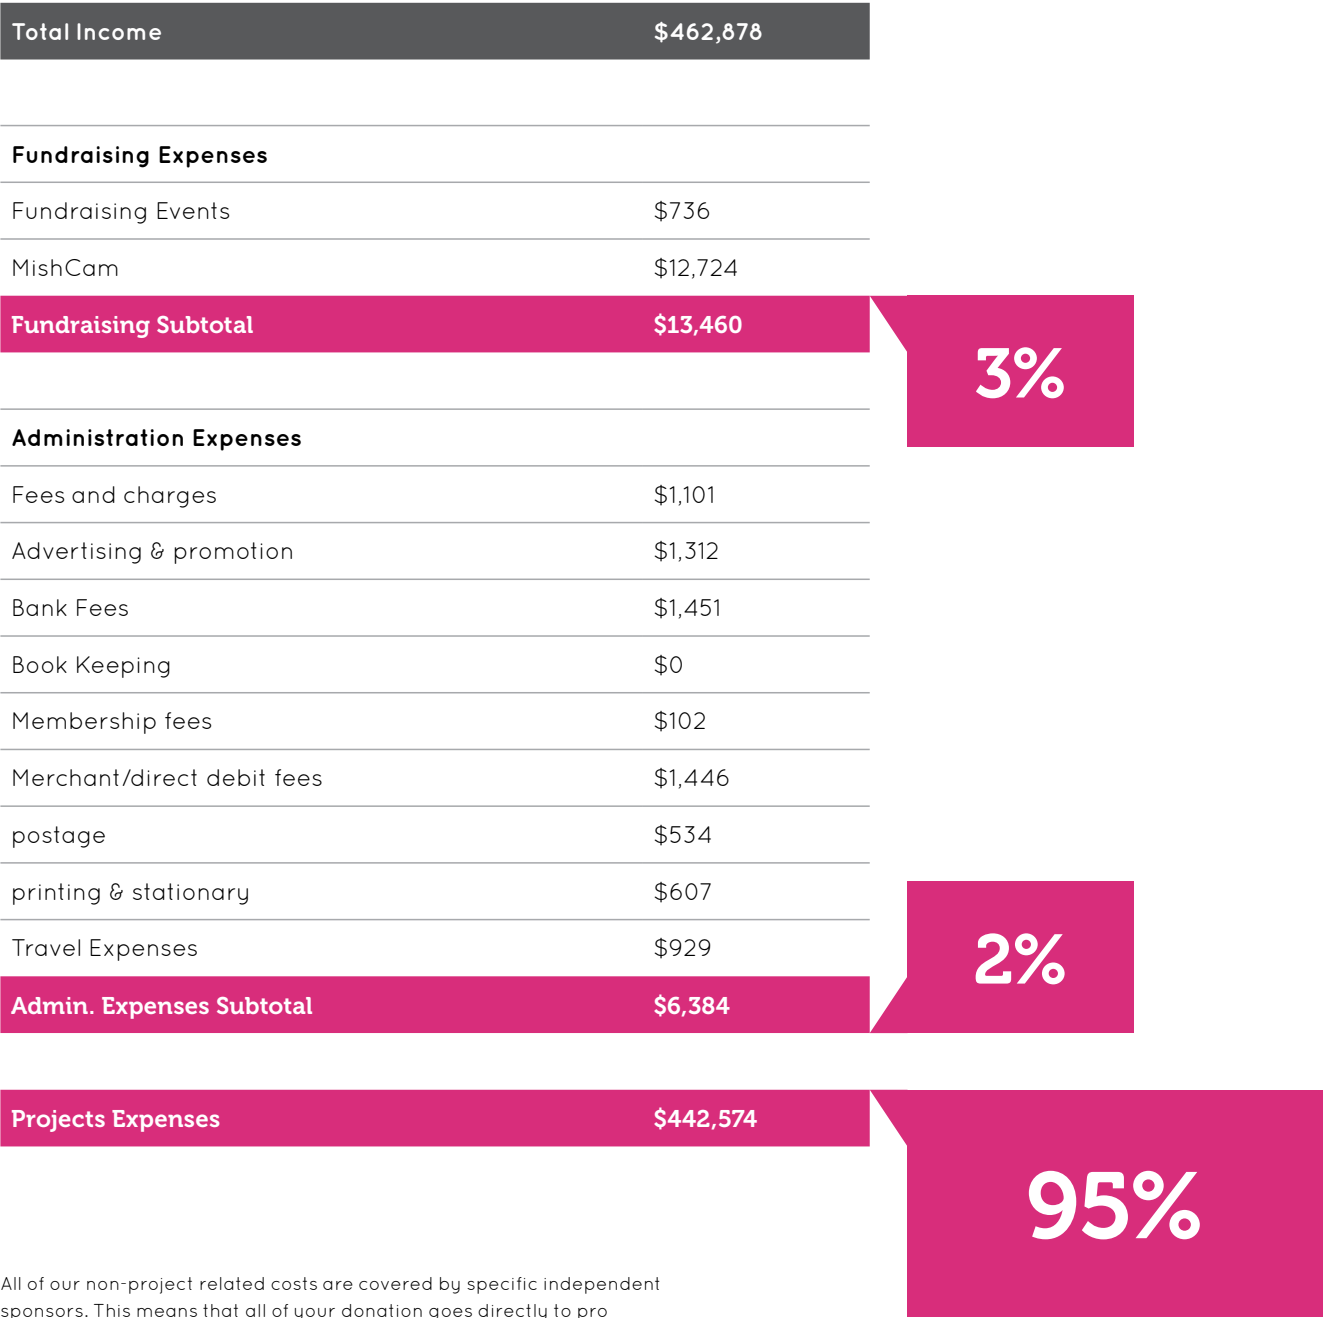 Total Income $462,878
Fundraising Expenses
Fundraising Events $736
MishCam $12,724
Fundraising Subtotal $13,460
3%
Administration Expenses
Fees and charges $1,101
Advertising & promotion $1,312
Bank Fees $1,451
Book Keeping $0
Membership fees $102
Merchant/direct debit fees $1,446
postage $534
printing & stationary $607
Travel Expenses $929
2%
Admin. Expenses Subtotal $6,384
Projects Expenses $442,574
95%
All of our non-project related costs are covered by specific independent
sponsors. This means that all of your donation goes directly to pro